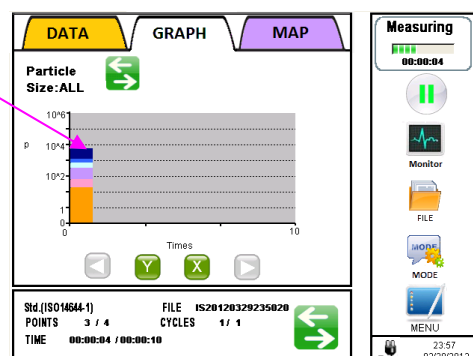 DATA GRAPH MAP
Particle
Size:ALL
10^6
p
10^4
10^2
1
0
0 10
Times
Y X
Std.(ISO14644-1) FILE IS20120329235020
POINTS 3 / 4 CYCLES 1/ 1
TIME 00:00:04 / 00:00:10
Measuring
00:00:04
Monitor
FILE
MODE
MODE
MENU
23:57